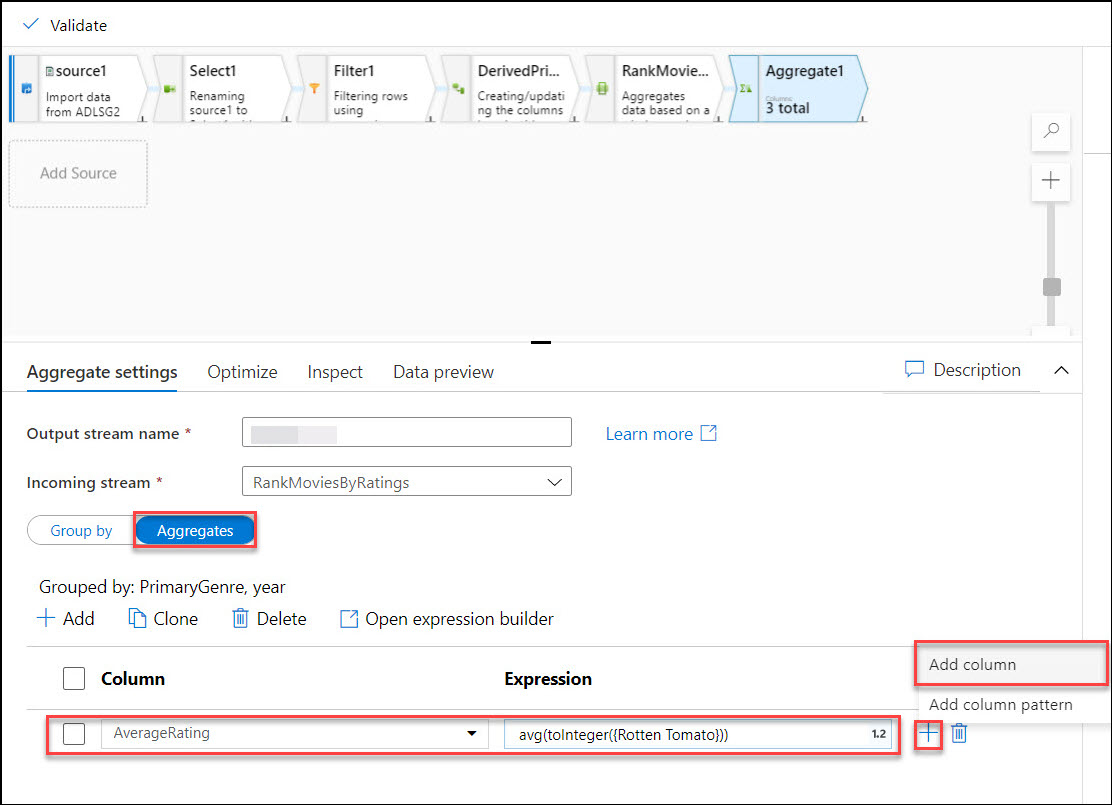 Validate
source1
Import data
from ADLSG2
Select1
Renaming
source1 to
Filter1
Filtering rows
using
DerivedPri...
Creating/updati
ng the columns
RankMovie...
Aggregates
data based on a
Aggregate1
Columns:
3 total
Add Source
Aggregate settings
Optimize
Inspect
Data preview
Description
Output stream name *
Learn more
Incoming stream *
RankMoviesByRatings
Group by
Aggregates
Grouped by: PrimaryGenre, year
Add
Clone
Delete
Open expression builder
Column
Expression
Add column
Add column pattern
AverageRating
avg(toInteger({Rotten Tomato}))
1.2